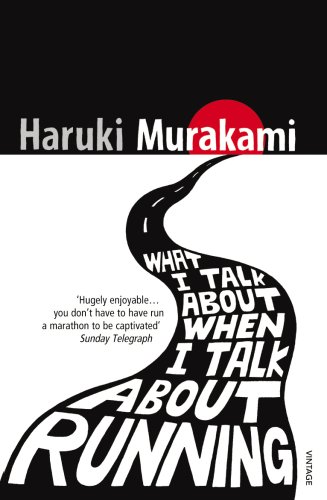 Haruki Murakami
WHAT
I TALK
ABOUT
WHEN
I TALK
ABOUT
RUNNING
‘Hugely enjoyable…
you don’t have to have run
a marathon to be captivated’
Sunday Telegraph
VINTAGE